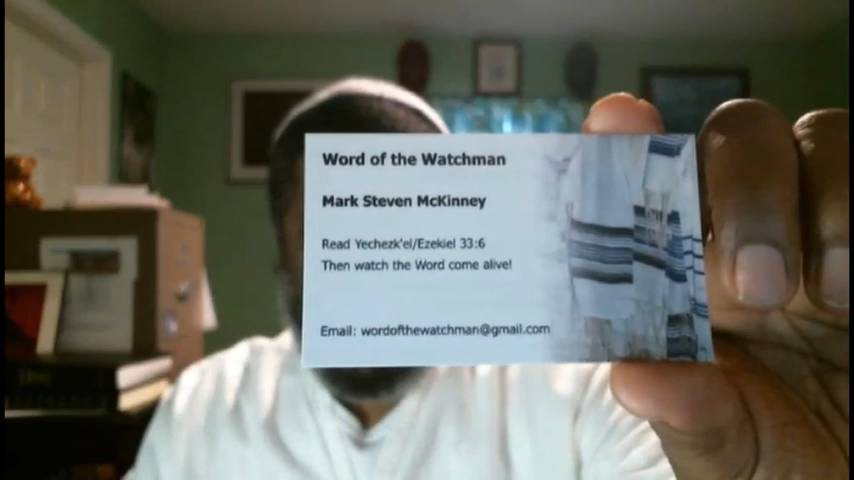 Word of the Watchman
Mark Steven McKinney
Read Yechezk'el/Ezekiel 33:6
Then watch the Word come alive!
Email: wordofthewatchman@gmail.com